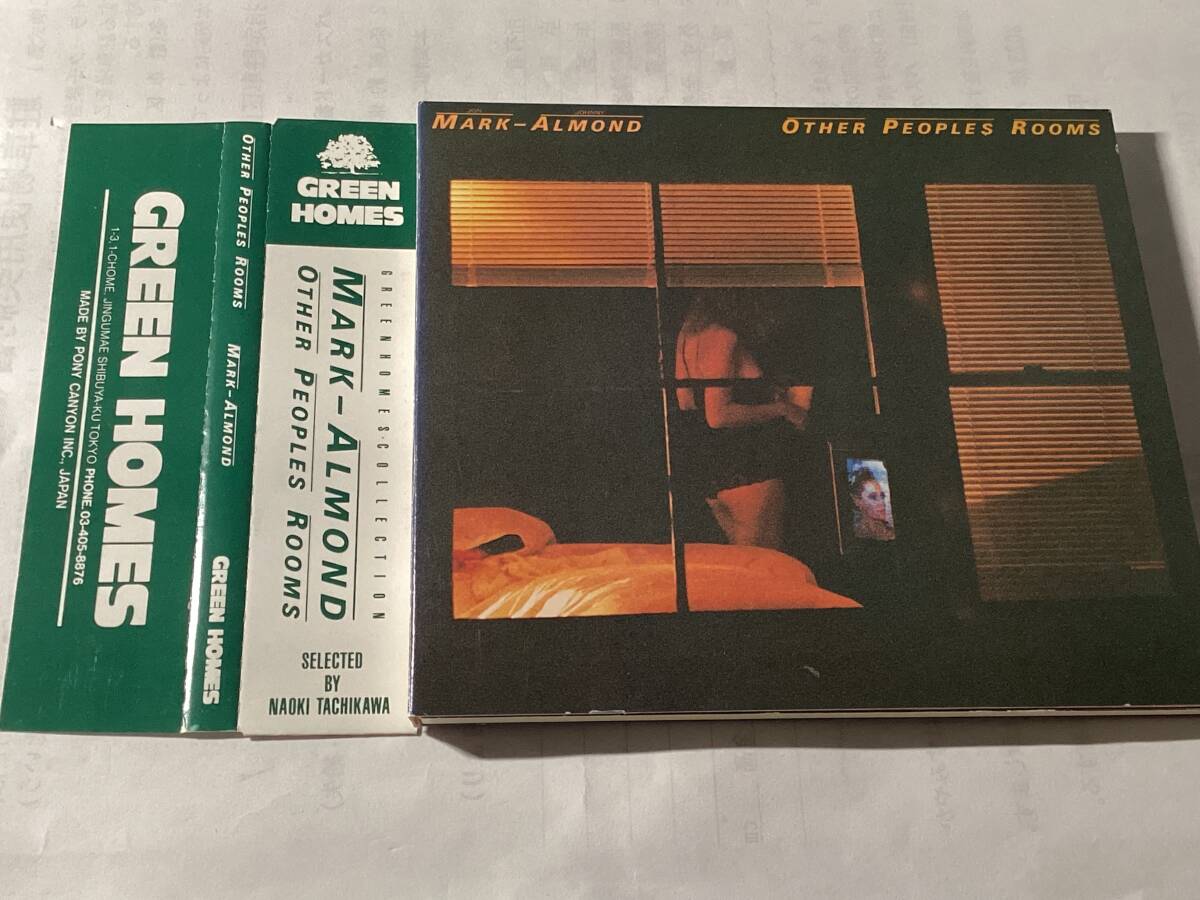 GREEN HOMES
1-3, 1-CHOME, JINGUMAE SHIBUYA-KU TOKYO PHONE. 03-405-8876
MADE BY PONY CANYON INC., JAPAN
OTHER PEOPLES ROOMS MARK-ALMOND GREEN HOMES
GREEN
HOMES
GREEN HOMES·COLLECTION
MARK-ALMOND
OTHER PEOPLES ROOMS
SELECTED
BY
NAOKI TACHIKAWA
JON JOHNNY
MARK-ALMOND OTHER PEOPLES ROOMS